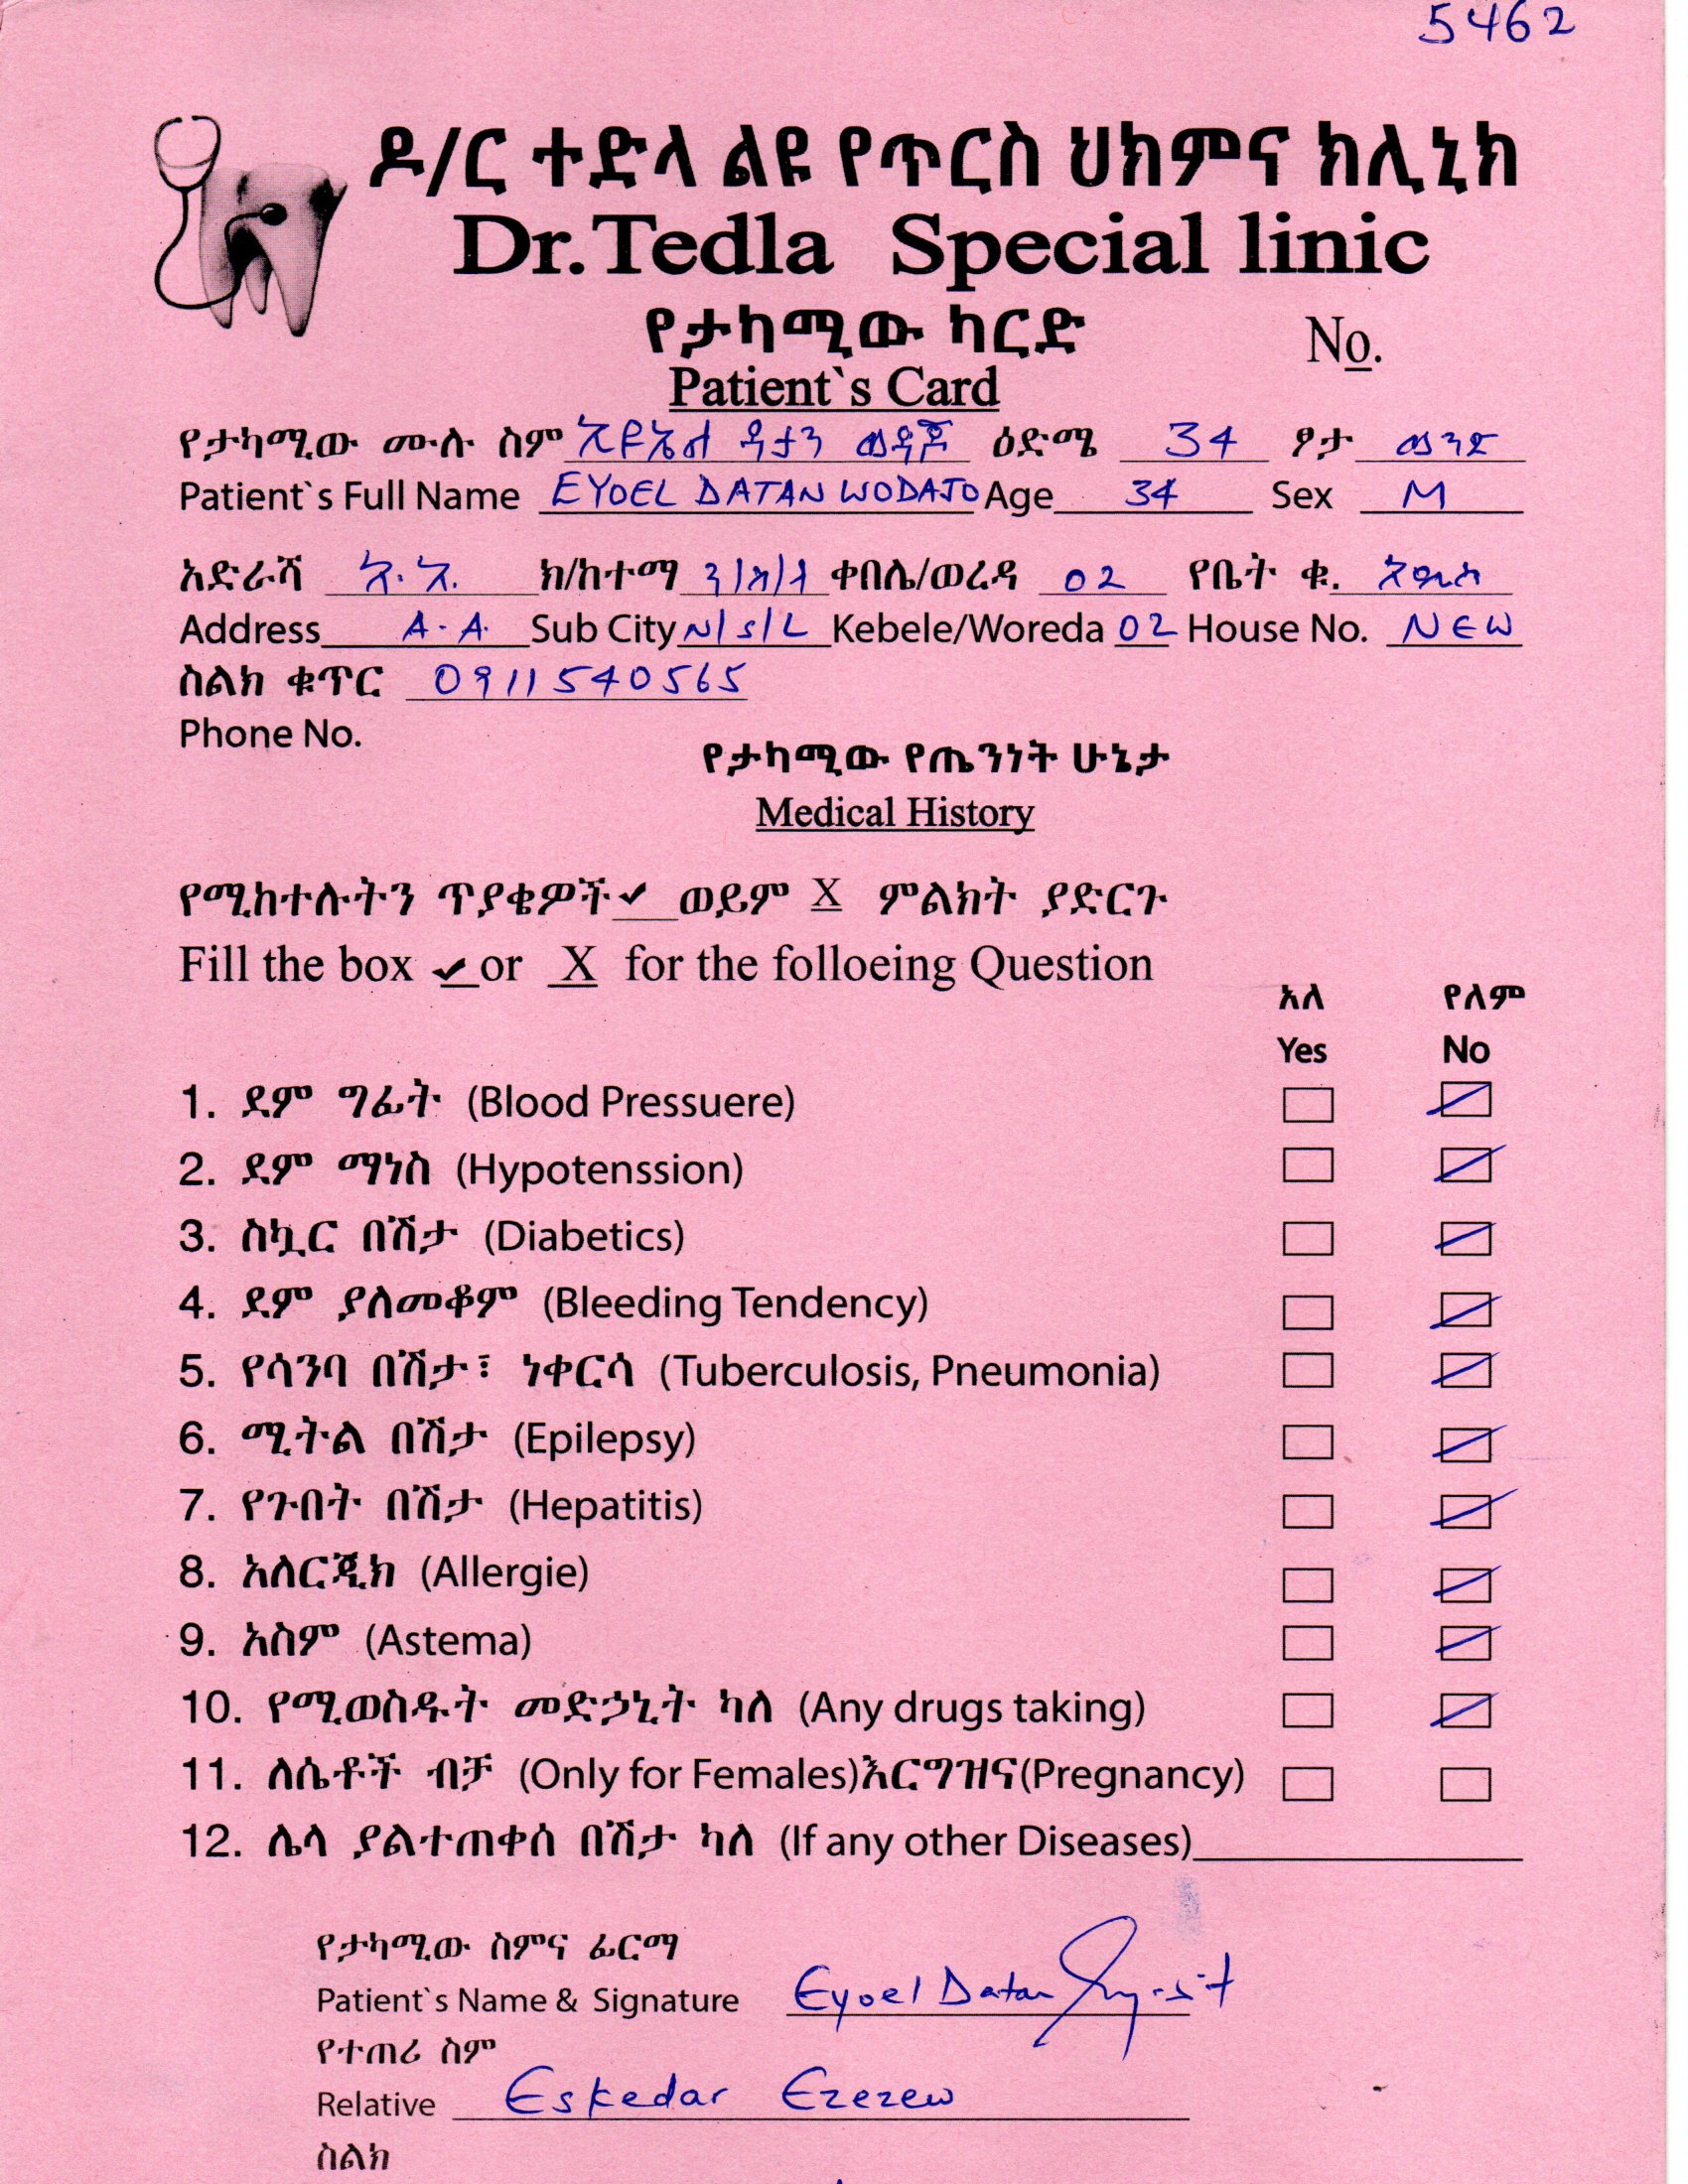 5462
ዶ/ር ተድላ ልዩ የጥርስ ህክምና ክሊኒክ
Dr.Tedla Special linic
የታካሚው ካርድ
No.
Patient`s Card
የታካሚው ሙሉ ስም ኢዮኤል ዳታን ወዳጆ ዕድሜ 34 ፆታ ወንድ
Patient`s Full Name EYOEL DATAN WODAJO Age 34 Sex M
አድራሻ አ.አ. ክ/ከተማ ን/ስ/ላ ቀበሌ/ወረዳ 02 የቤት ቁ. አዲስ
Address A.A. Sub City N/S/L Kebele/Woreda 02 House No. NEW
ስልክ ቁጥር 0911540565
Phone No.
የታካሚው የጤንነት ሁኔታ
Medical History
የሚከተሉትን ጥያቄዎች ✓ ወይም X ምልክት ያድርጉ
Fill the box ✓ or X for the folloeing Question
አለ የለም
Yes No
1. ደም ግፊት (Blood Pressuere)
2. ደም ማነስ (Hypotenssion)
3. ስኳር በሽታ (Diabetics)
4. ደም ያለመቆም (Bleeding Tendency)
5. የሳንባ በሽታ፣ ነቀርሳ (Tuberculosis, Pneumonia)
6. ሚትል በሽታ (Epilepsy)
7. የጉበት በሽታ (Hepatitis)
8. አለርጂክ (Allergie)
9. አስም (Astema)
10. የሚወስዱት መድኃኒት ካለ (Any drugs taking)
11. ለሴቶች ብቻ (Only for Females)እርግዝና(Pregnancy)
12. ሌላ ያልተጠቀሰ በሽታ ካለ (If any other Diseases)
የታካሚው ስምና ፊርማ
Patient`s Name & Signature Eyoel Datan
የተጠሪ ስም
Relative Eskedar Ezezew
ስልክ